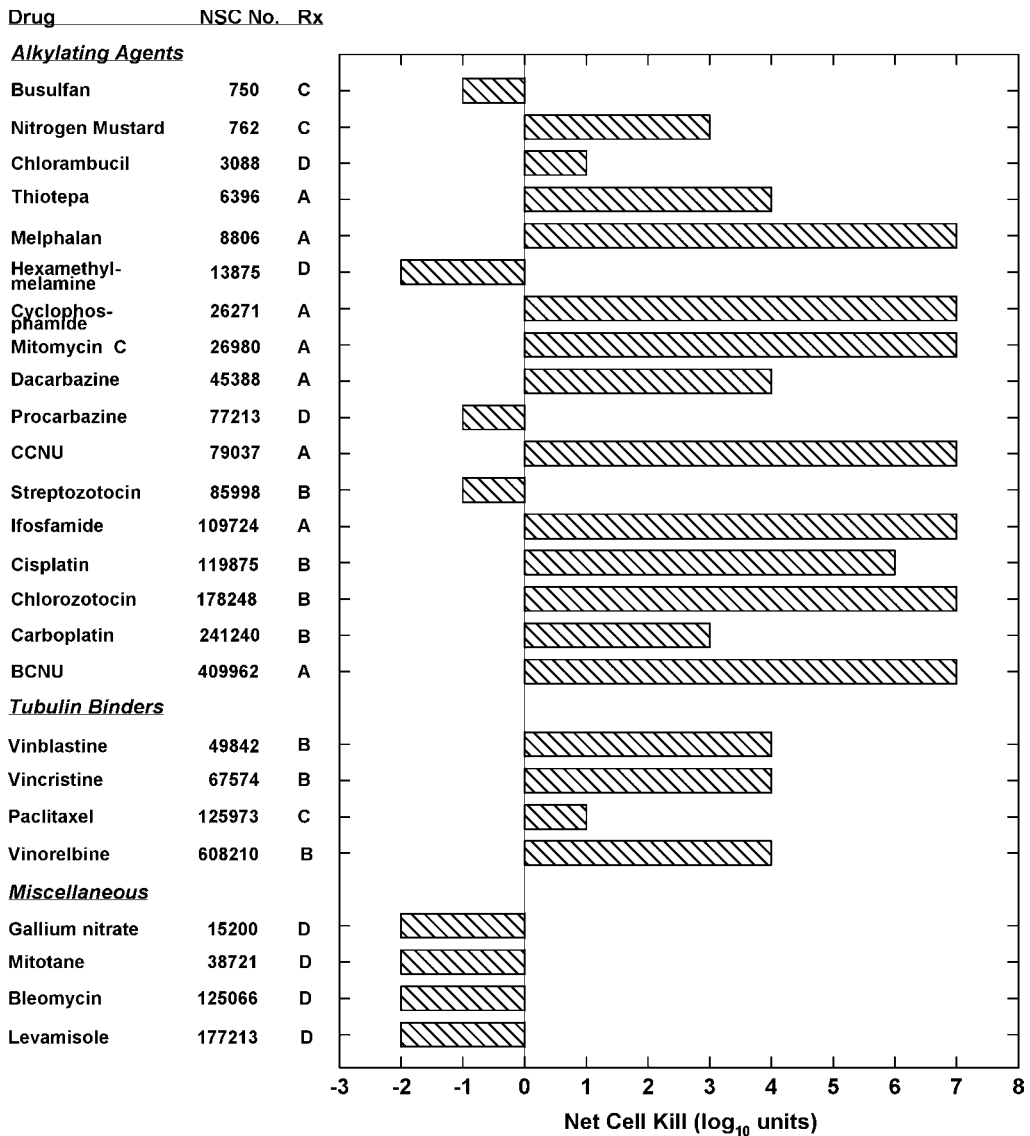 Drug NSC No. Rx
Alkylating Agents
Busulfan 750 C
Nitrogen Mustard 762 C
Chlorambucil 3088 D
Thiotepa 6396 A
Melphalan 8806 A
Hexamethyl-
melamine 13875 D
Cyclophos-
phamide 26271 A
Mitomycin C 26980 A
Dacarbazine 45388 A
Procarbazine 77213 D
CCNU 79037 A
Streptozotocin 85998 B
Ifosfamide 109724 A
Cisplatin 119875 B
Chlorozotocin 178248 B
Carboplatin 241240 B
BCNU 409962 A
Tubulin Binders
Vinblastine 49842 B
Vincristine 67574 B
Paclitaxel 125973 C
Vinorelbine 608210 B
Miscellaneous
Gallium nitrate 15200 D
Mitotane 38721 D
Bleomycin 125066 D
Levamisole 177213 D
-3 -2 -1 0 1 2 3 4 5 6 7 8
Net Cell Kill (log10 units)